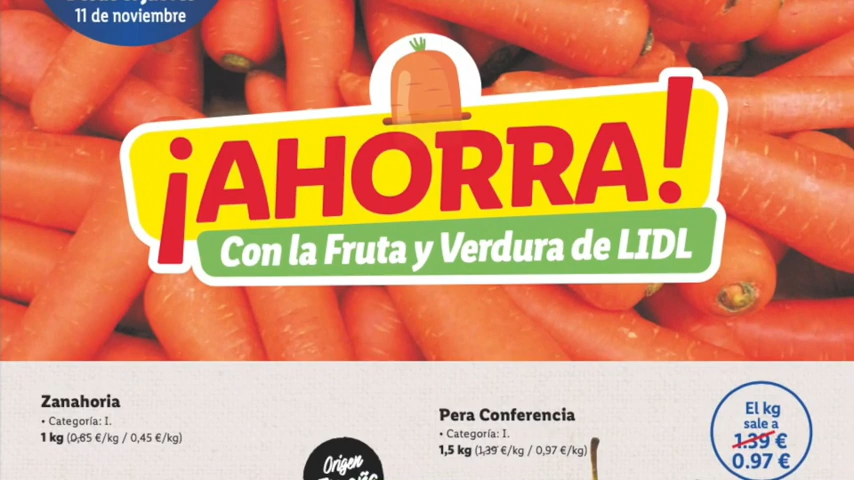 11 de noviembre
¡AHORRA!
Con la Fruta y Verdura de LIDL
Zanahoria
• Categoría: I.
1 kg (0,65 €/kg / 0,45 €/kg)
Pera Conferencia
• Categoría: I.
1,5 kg (1,39 €/kg / 0,97 €/kg)
El kg
sale a
1.39 €
0.97 €
Origen